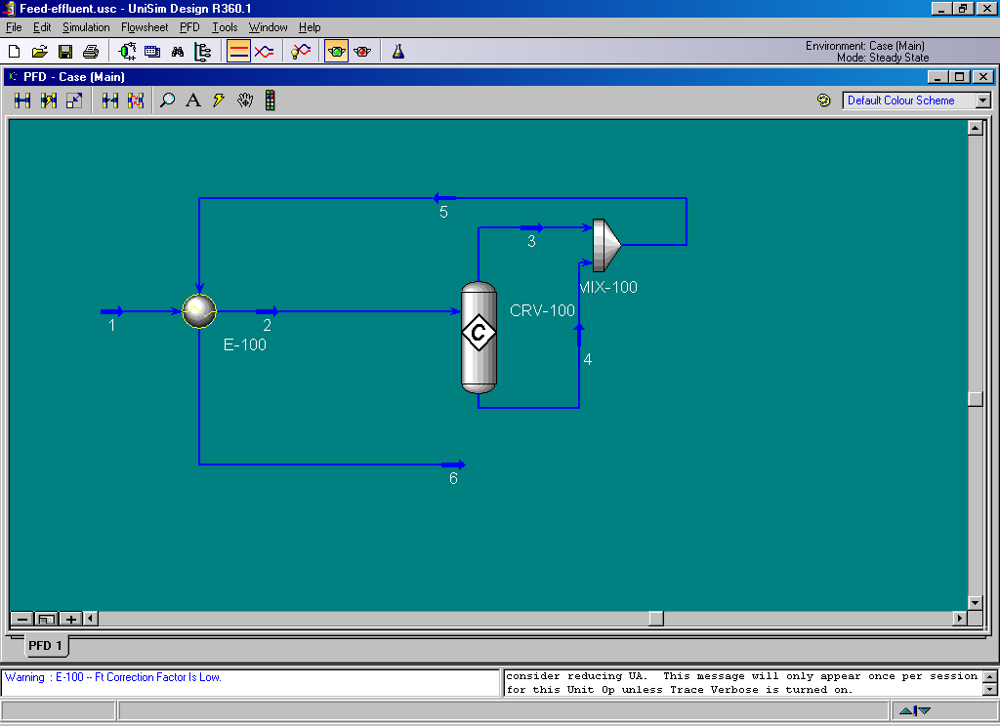 Feed-effluent.usc - UniSim Design R360.1
File Edit Simulation Flowsheet PFD Tools Window Help
Environment: Case (Main)
Mode: Steady State
PFD - Case (Main)
A
Default Colour Scheme
5
3
MIX-100
1
2
CRV-100
C
E-100
4
6
PFD 1
Warning : E-100 -- Ft Correction Factor Is Low.
consider reducing UA. This message will only appear once per session
for this Unit Op unless Trace Verbose is turned on.